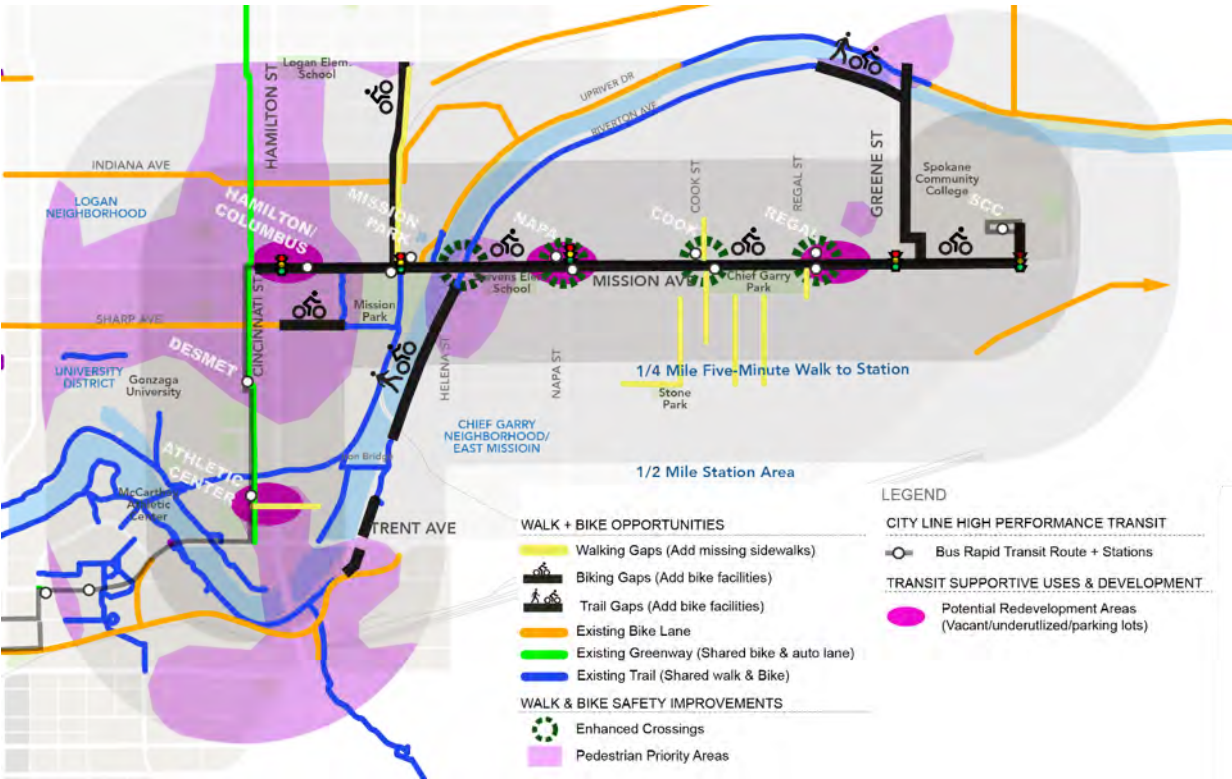 Logan Elem.
School
HAMILTON ST
UPRIVER DR
RIVERTON AVE
INDIANA AVE
LOGAN
NEIGHBORHOOD
HAMILTON/
COLUMBUS
MISSION
PARK
NAPA
COOK ST
COOK
REGAL ST
REGAL
GREENE ST
Spokane
Community
College
SCC
School
MISSION AV
Chief Garry
Park
Mission
Park
SHARP AVE
CINCINNATI ST
DESMET
UNIVERSITY
DISTRICT
Gonzaga
University
HELENA ST
NAPA ST
1/4 Mile Five-Minute Walk to Station
Stone
Park
CHIEF GARRY
NEIGHBORHOOD/
EAST MISSIOIN
Bridge
1/2 Mile Station Area
ATHLETIC
CENTER
McCarthey
Athletic
Center
TRENT AVE
LEGEND
WALK + BIKE OPPORTUNITIES
Walking Gaps (Add missing sidewalks)
Biking Gaps (Add bike facilities)
Trail Gaps (Add bike facilities)
Existing Bike Lane
Existing Greenway (Shared bike & auto lane)
Existing Trail (Shared walk & Bike)
WALK & BIKE SAFETY IMPROVEMENTS
Enhanced Crossings
Pedestrian Priority Areas
CITY LINE HIGH PERFORMANCE TRANSIT
Bus Rapid Transit Route + Stations
TRANSIT SUPPORTIVE USES & DEVELOPMENT
Potential Redevelopment Areas
(Vacant/underutlized/parking lots)